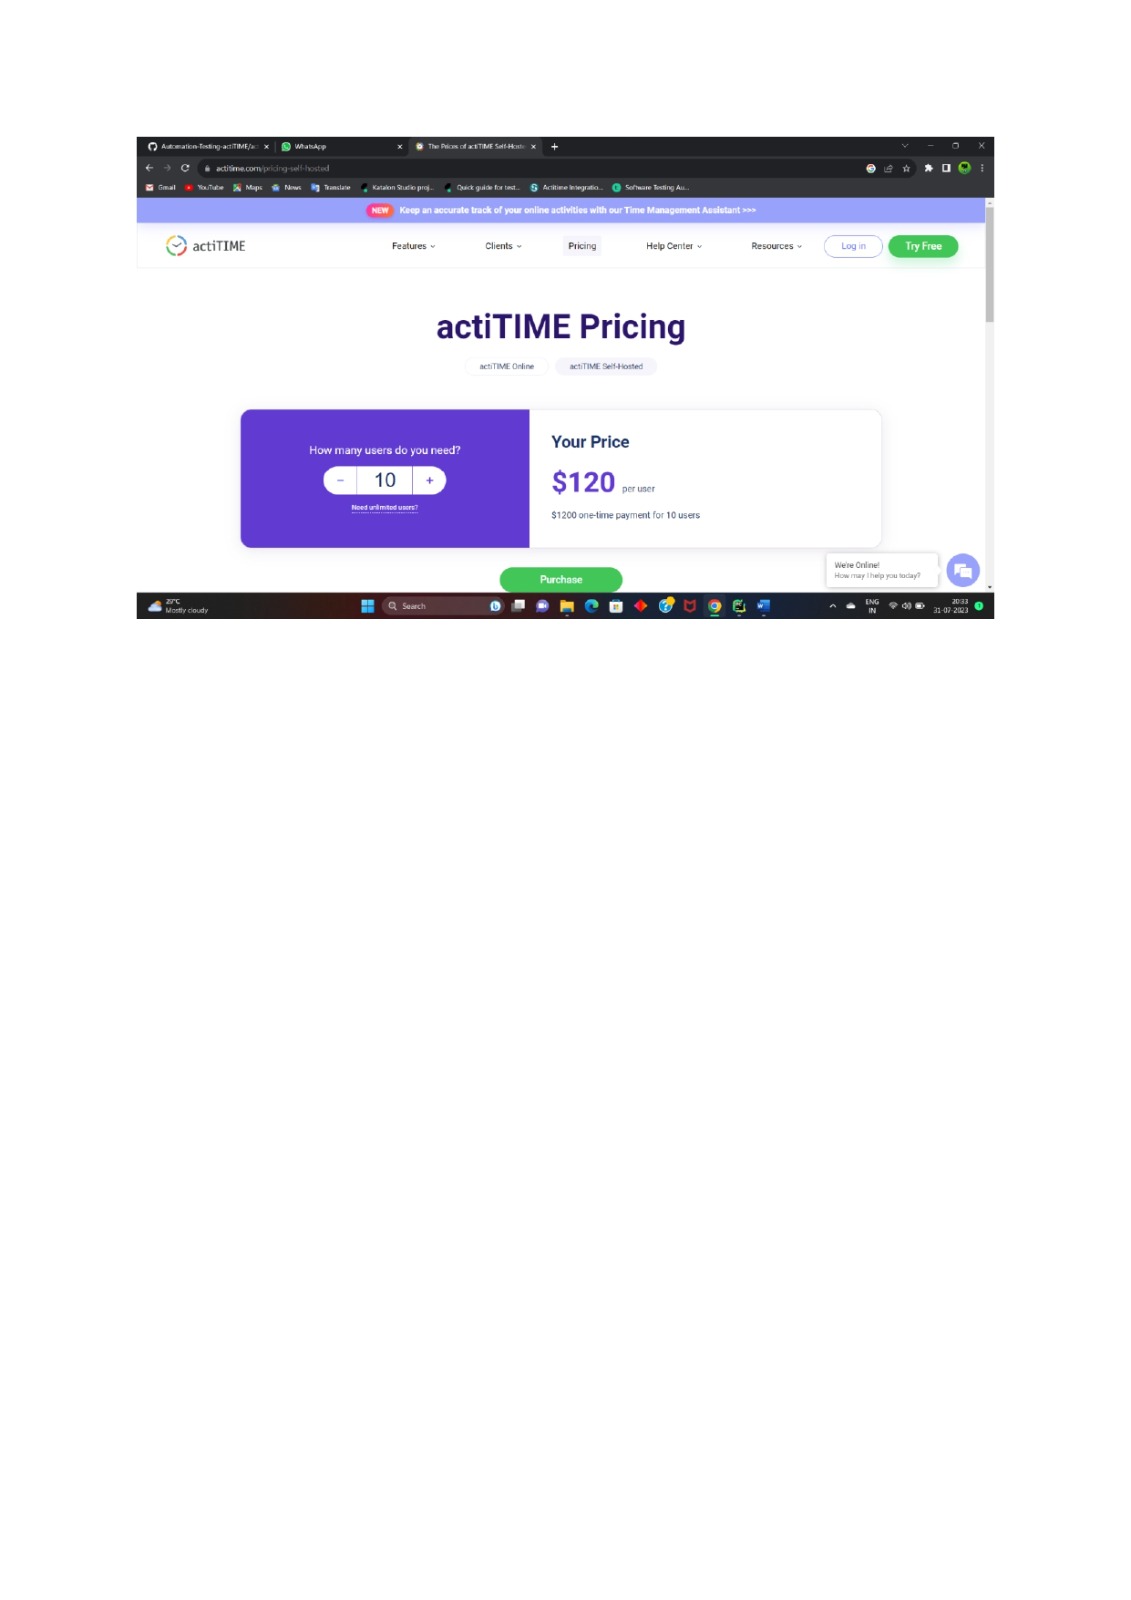 Automation-Testing-actiTIME/ac WhatsApp The Prices of actiTIME Self-Hoste
actitime.com/pricing-self-hosted
Gmail YouTube Maps News Translate Katalon Studio proj... Quick guide for test... Actitime Integratio... Software Testing Au...
NEW Keep an accurate track of your online activities with our Time Management Assistant >>>
actiTIME Features Clients Pricing Help Center Resources Log in Try Free
actiTIME Pricing
actiTIME Online actiTIME Self-Hosted
How many users do you need?
- 10 +
Need unlimited users?
Your Price
$120 per user
$1200 one-time payment for 10 users
Purchase
We're Online!
How may I help you today?
Mostly cloudy
Search
ENG
IN
20:33
31-07-2023